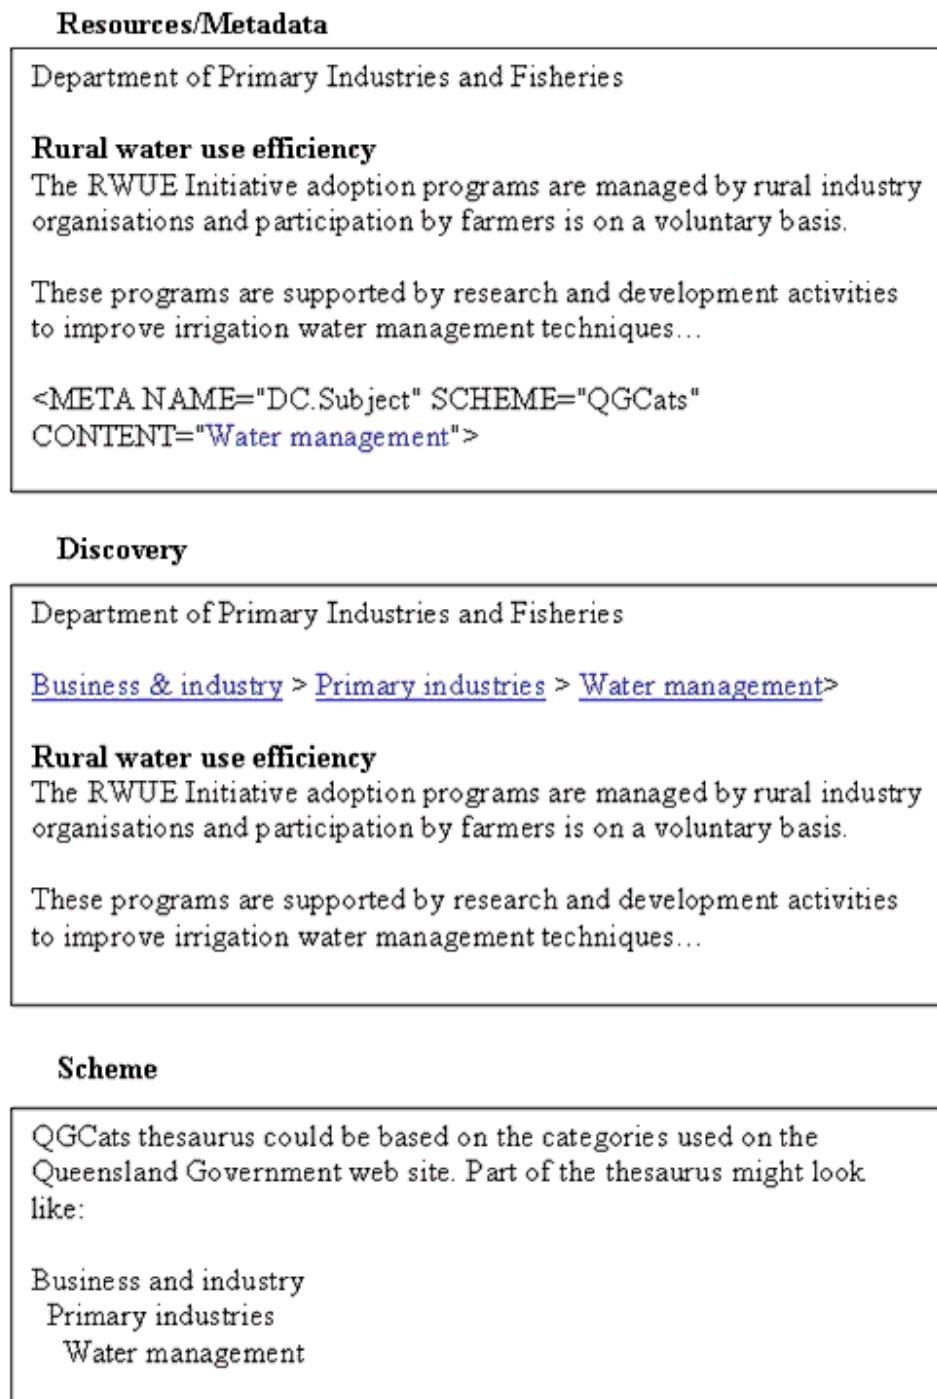 Resources/Metadata
Department of Primary Industries and Fisheries
Rural water use efficiency
The RWUE Initiative adoption programs are managed by rural industry
organisations and participation by farmers is on a voluntary basis.
These programs are supported by research and development activities
to improve irrigation water management techniques...
<META NAME="DC.Subject" SCHEME="QGCats"
CONTENT="Water management">
Discovery
Department of Primary Industries and Fisheries
Business & industry > Primary industries > Water management>
Rural water use efficiency
The RWUE Initiative adoption programs are managed by rural industry
organisations and participation by farmers is on a voluntary basis.
These programs are supported by research and development activities
to improve irrigation water management techniques...
Scheme
QGCats thesaurus could be based on the categories used on the
Queensland Government web site. Part of the thesaurus might look
like:
Business and industry
Primary industries
Water management